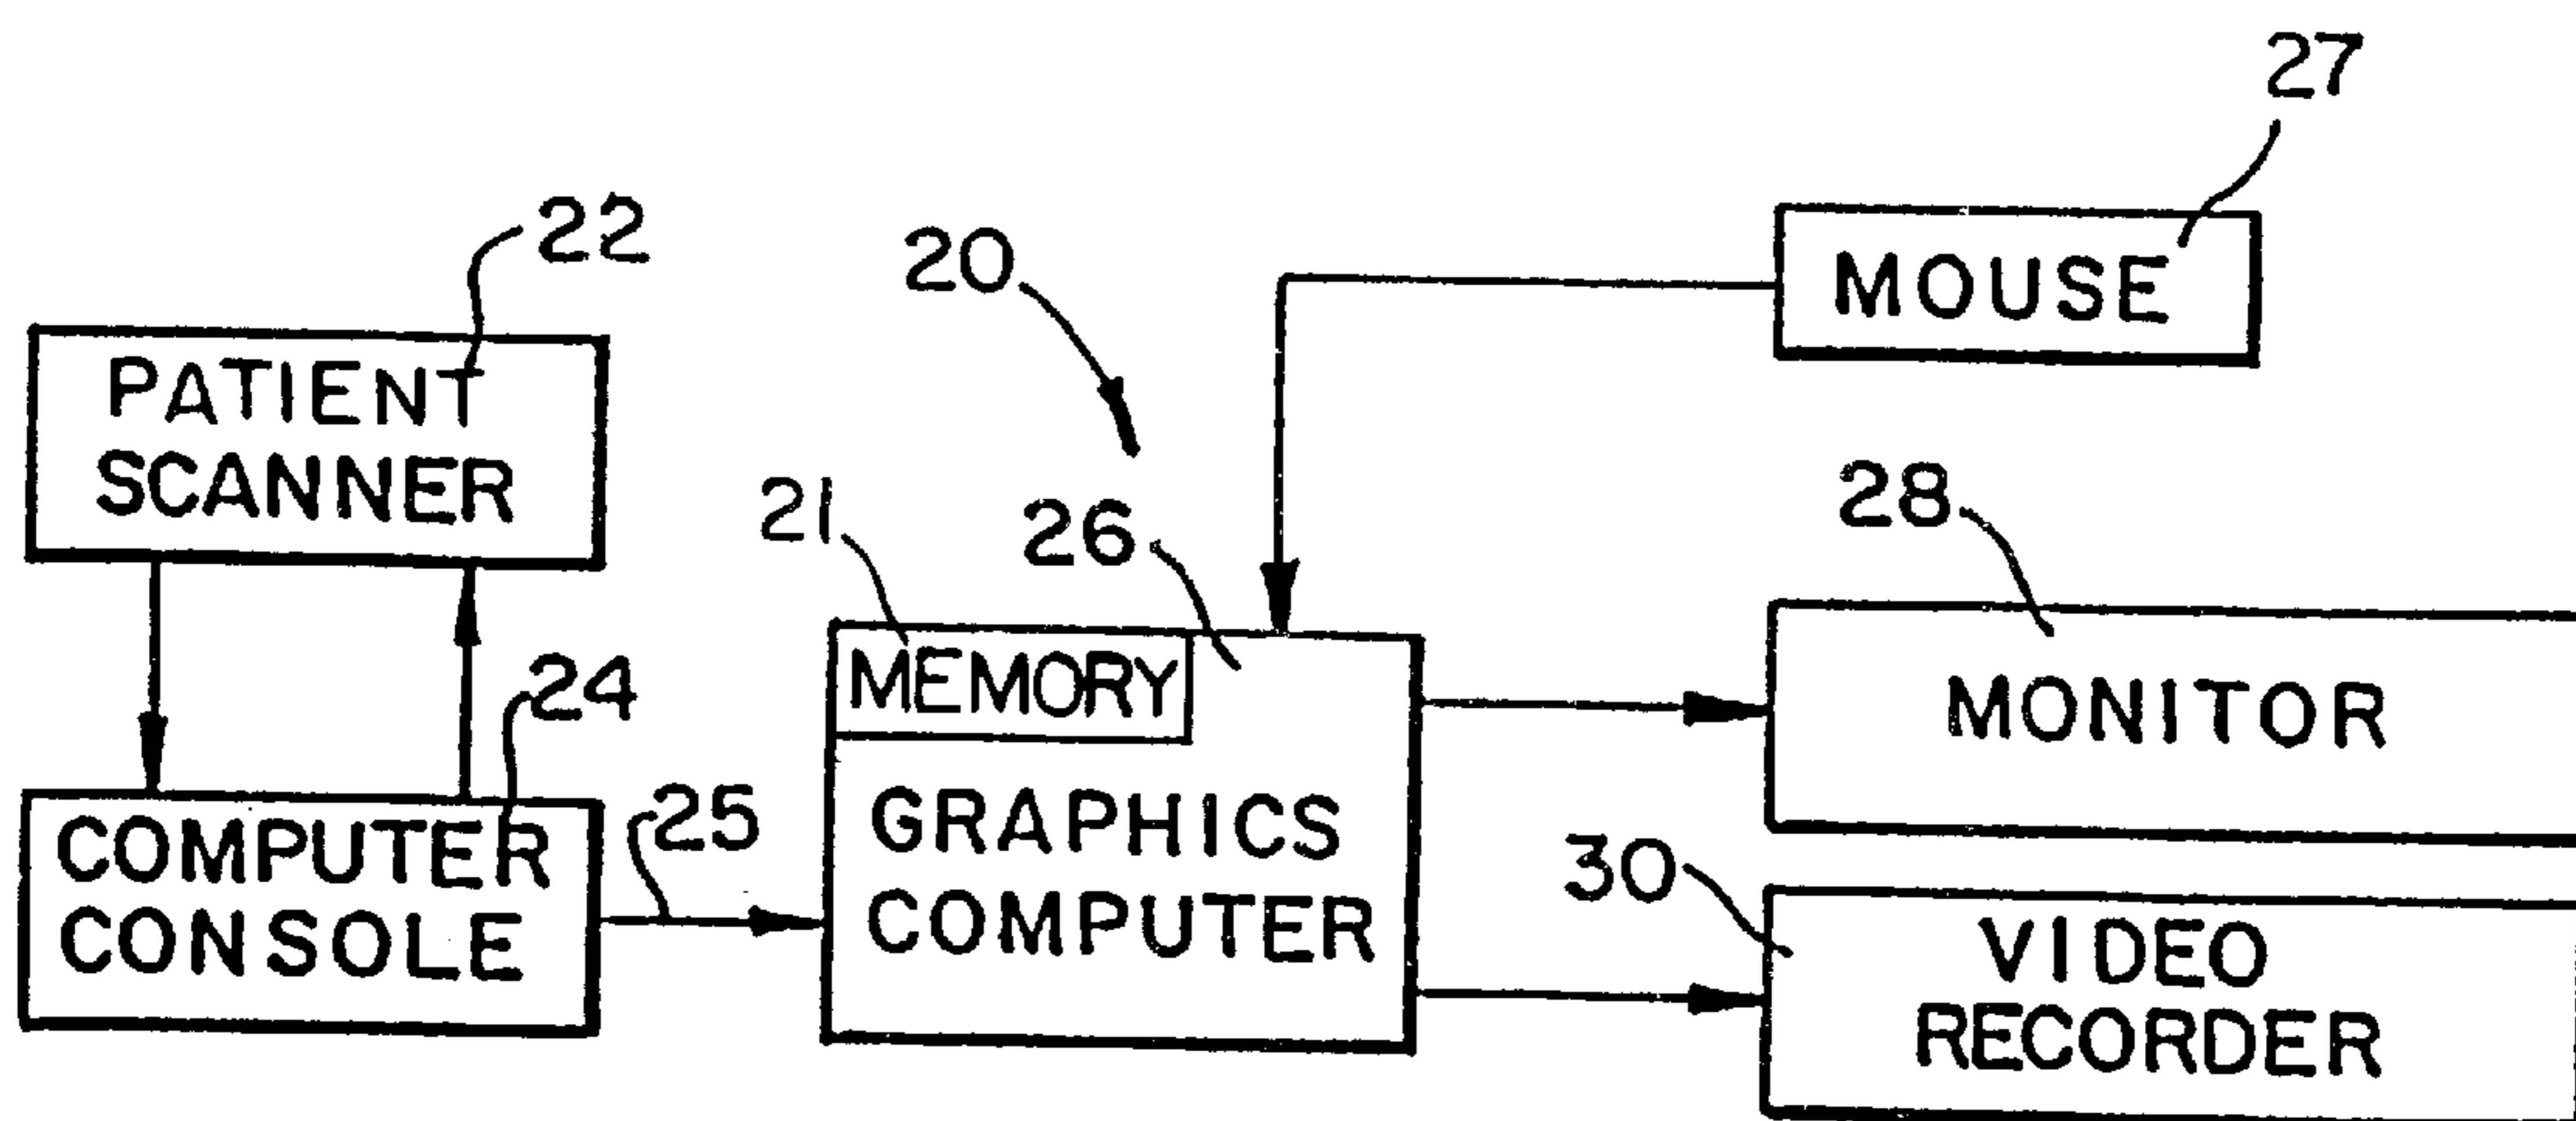 27
22
20
MOUSE
PATIENT
SCANNER
21
26
28
MEMORY
24
MONITOR
25
GRAPHICS
COMPUTER
COMPUTER
CONSOLE
30
VIDEO
RECORDER